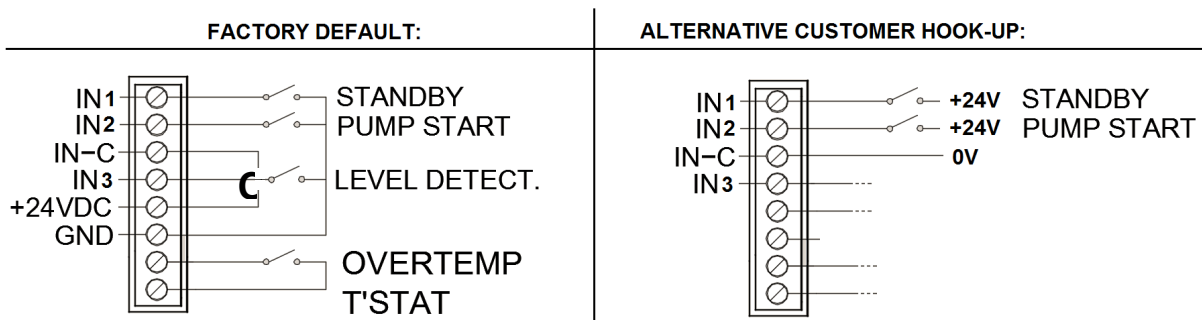 FACTORY DEFAULT:
IN1
STANDBY
IN2
PUMP START
IN-C
IN3
LEVEL DETECT.
+24VDC
GND
OVERTEMP
T'STAT
ALTERNATIVE CUSTOMER HOOK-UP:
IN1
+24V STANDBY
IN2
+24V PUMP START
IN-C
0V
IN3